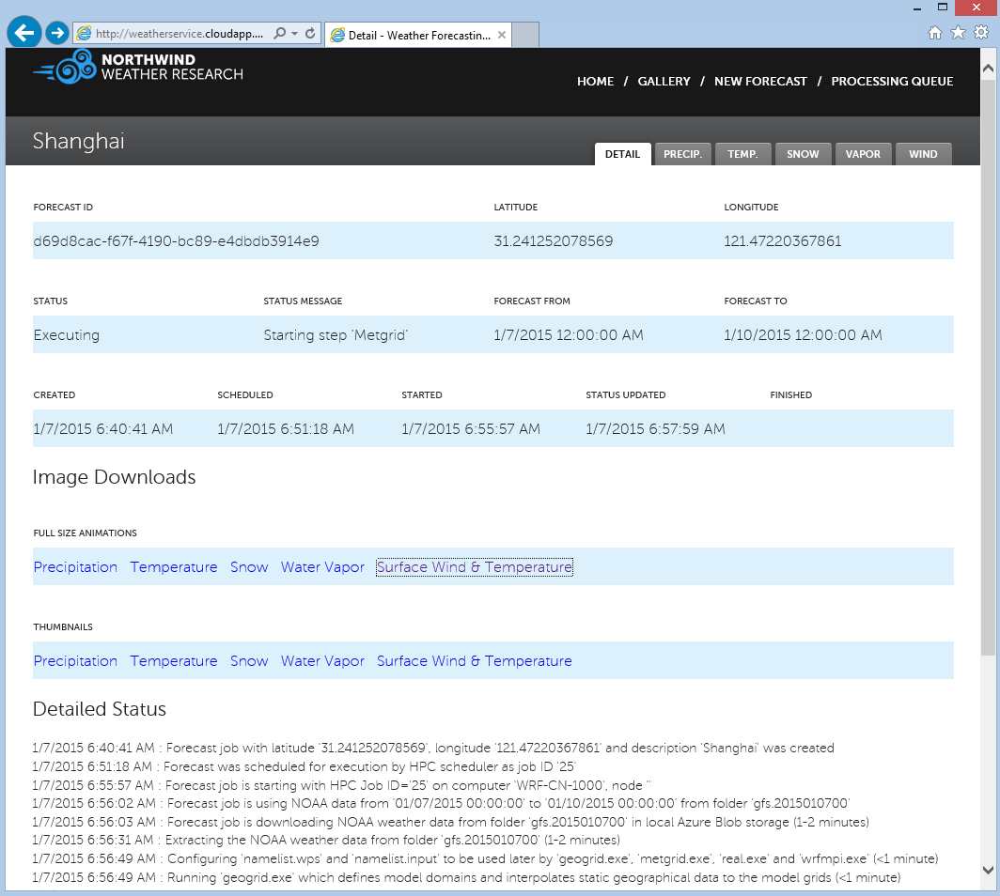 http://weatherservice.cloudapp....
Detail - Weather Forecasting...
NORTHWIND
WEATHER RESEARCH
HOME / GALLERY / NEW FORECAST / PROCESSING QUEUE
Shanghai
DETAIL PRECIP. TEMP. SNOW VAPOR WIND
FORECAST ID LATITUDE LONGITUDE
d69d8cac-f67f-4190-bc89-e4dbdb3914e9 31.241252078569 121.47220367861
STATUS STATUS MESSAGE FORECAST FROM FORECAST TO
Executing Starting step 'Metgrid' 1/7/2015 12:00:00 AM 1/10/2015 12:00:00 AM
CREATED SCHEDULED STARTED STATUS UPDATED FINISHED
1/7/2015 6:40:41 AM 1/7/2015 6:51:18 AM 1/7/2015 6:55:57 AM 1/7/2015 6:57:59 AM
Image Downloads
FULL SIZE ANIMATIONS
Precipitation Temperature Snow Water Vapor Surface Wind & Temperature
THUMBNAILS
Precipitation Temperature Snow Water Vapor Surface Wind & Temperature
Detailed Status
1/7/2015 6:40:41 AM : Forecast job with latitude '31.241252078569', longitude '121.47220367861' and description 'Shanghai' was created
1/7/2015 6:51:18 AM : Forecast was scheduled for execution by HPC scheduler as job ID '25'
1/7/2015 6:55:57 AM : Forecast job is starting with HPC Job ID='25' on computer 'WRF-CN-1000', node ''
1/7/2015 6:56:02 AM : Forecast job is using NOAA data from '01/07/2015 00:00:00' to '01/10/2015 00:00:00' from folder 'gfs.2015010700'
1/7/2015 6:56:03 AM : Forecast job is downloading NOAA weather data from folder 'gfs.2015010700' in local Azure Blob storage (1-2 minutes)
1/7/2015 6:56:31 AM : Extracting the NOAA weather data from folder 'gfs.2015010700' (1-2 minutes)
1/7/2015 6:56:49 AM : Configuring 'namelist.wps' and 'namelist.input' to be used later by 'geogrid.exe', 'metgrid.exe', 'real.exe' and 'wrfmpi.exe' (<1 minute)
1/7/2015 6:56:49 AM : Running 'geogrid.exe' which defines model domains and interpolates static geographical data to the model grids (<1 minute)